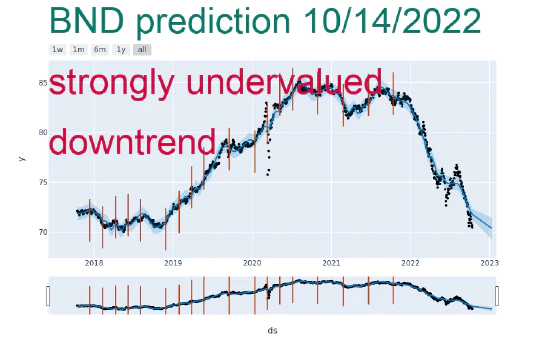 BND prediction 10/14/2022
1w 1m 6m 1y all
strongly undervalued
downtrend
85
80
75
70
y
2018 2019 2020 2021 2022 2023
ds